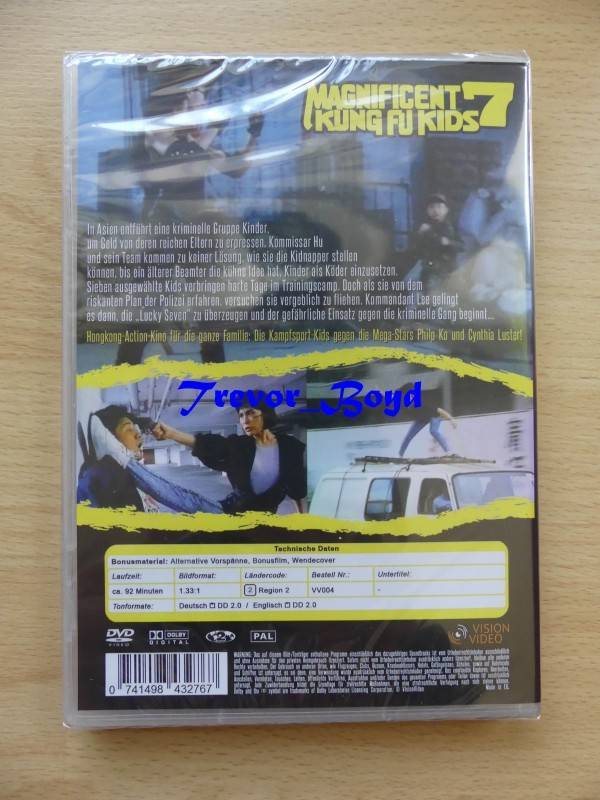 MAGNIFICENT 7
KUNG FU KIDS
In Asien entführt eine kriminelle Gruppe Kinder,
um Geld von deren reichen Eltern zu erpressen. Kommissar Hu
und sein Team kommen zu keiner Lösung, wie sie die Kidnapper stellen
können, bis ein älterer Beamter die kühne Idee hat, Kinder als Köder einzusetzen.
Sieben ausgewählte Kids verbringen harte Tage im Trainingscamp. Doch als sie von dem
riskanten Plan der Polizei erfahren, versuchen sie vergeblich zu fliehen. Kommandant Lee gelingt
es dann, die „Lucky Seven" zu überzeugen und der gefährliche Einsatz gegen die kriminelle Gang beginnt...
Hongkong-Action-Kino für die ganze Familie: Die Kampfsport-Kids gegen die Mega-Stars Philip Ko und Cynthia Luster!
Trevor_Boyd
Technische Daten
Bonusmaterial: Alternative Vorspänne, Bonusfilm, Wendecover
Laufzeit: Bildformat: Ländercode: Bestell Nr.: Untertitel:
ca. 92 Minuten 1.33:1 2 Region 2 VV004 -
Tonformate: Deutsch DD 2.0 / Englisch DD 2.0
DVD VIDEO DOLBY DIGITAL 2 PAL
VISION
VIDEO
0 741498 432767
Made in E.U.